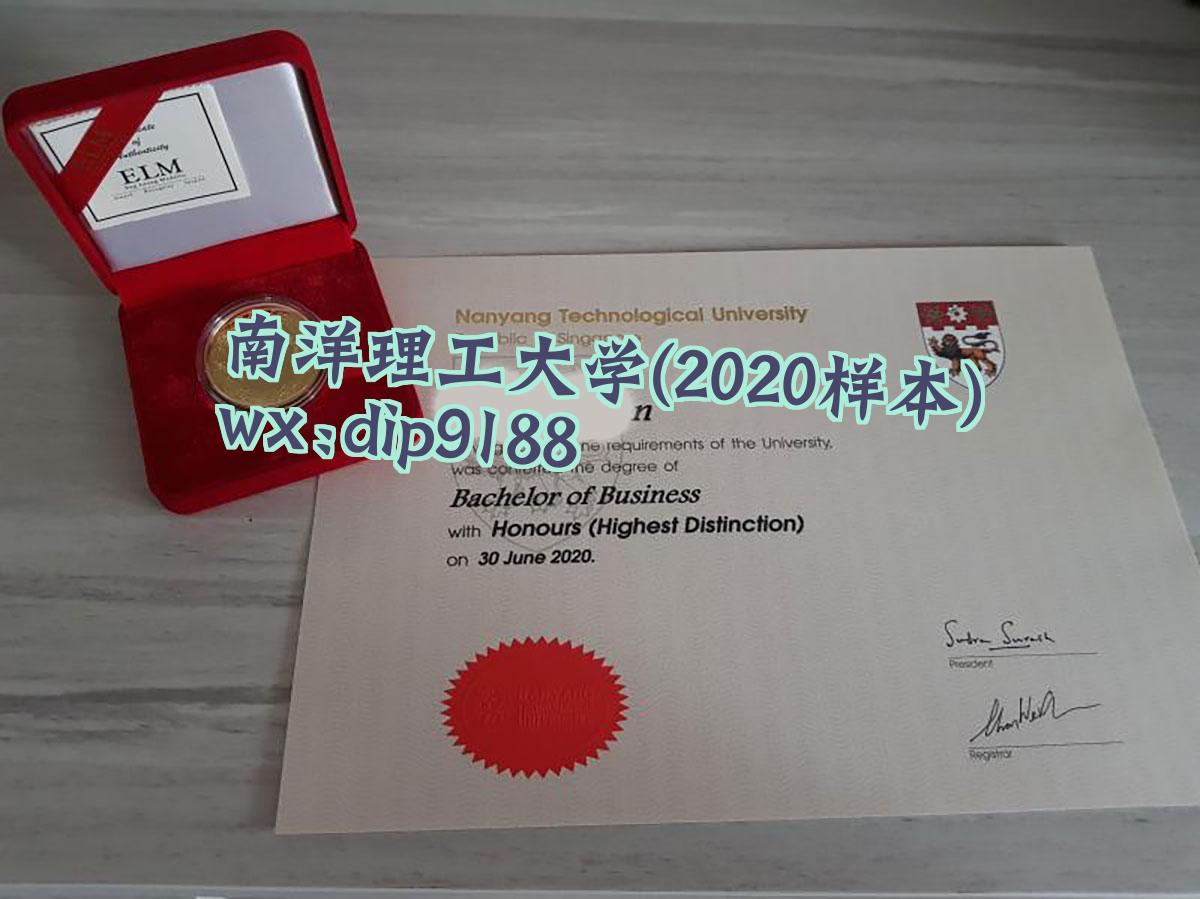 ELM
Nanyang Technological University
南洋理工大学(2020样本)
wx:dip9188
n
requirements of the University,
was the degree of
Bachelor of Business
with Honours (Highest Distinction)
on 30 June 2020.
President
Registrar